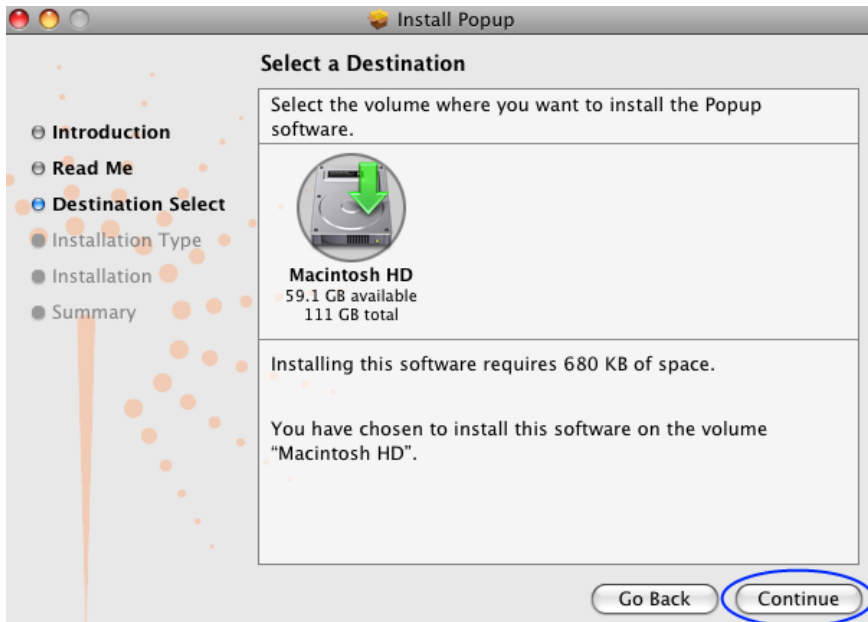 Install Popup
Select a Destination
Introduction
Read Me
Destination Select
Installation Type
Installation
Summary
Select the volume where you want to install the Popup
software.
Macintosh HD
59.1 GB available
111 GB total
Installing this software requires 680 KB of space.
You have chosen to install this software on the volume
“Macintosh HD”.
Go Back
Continue